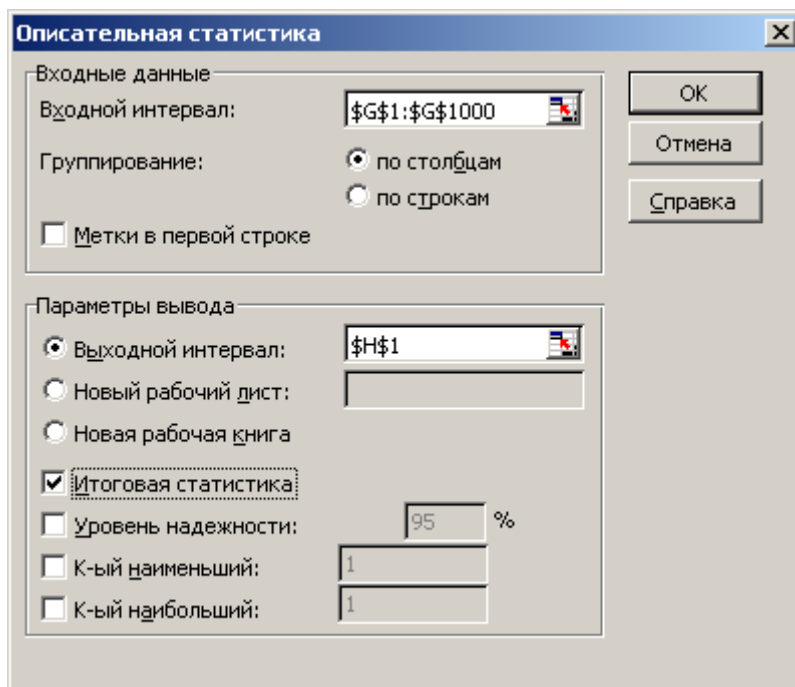 Описательная статистика
Входные данные
Входной интервал: $G$1:$G$1000
Группирование: по столбцам
по строкам
Метки в первой строке
OK
Отмена
Справка
Параметры вывода
Выходной интервал: $H$1
Новый рабочий лист:
Новая рабочая книга
Итоговая статистика
Уровень надежности: 95 %
К-ый наименьший: 1
К-ый наибольший: 1